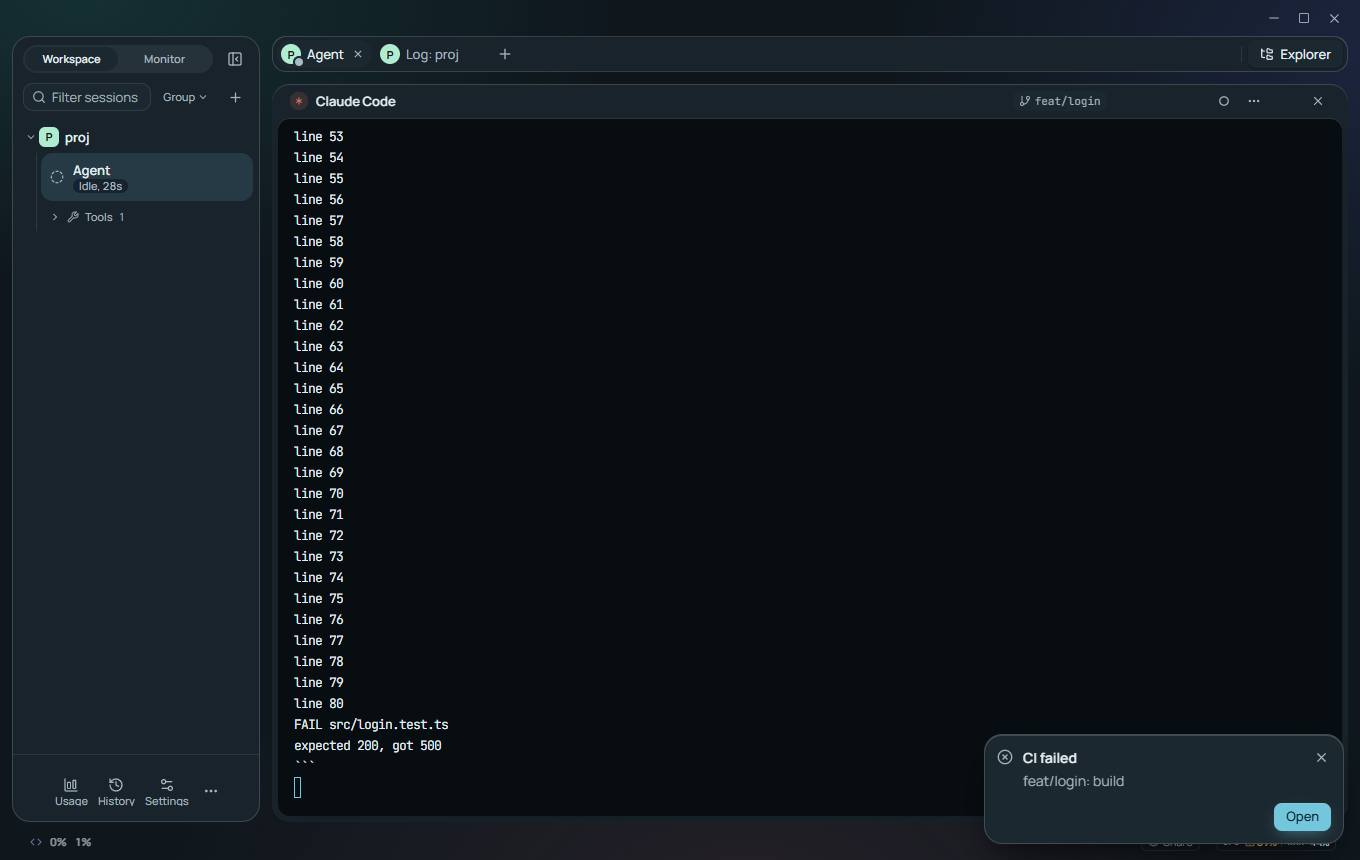 Workspace
Monitor
Filter sessions
Group
P proj
Agent
Idle, 28s
Tools 1
Usage
History
Settings
0% 1%
P Agent
P Log: proj
Explorer
Claude Code
feat/login
line 53
line 54
line 55
line 56
line 57
line 58
line 59
line 60
line 61
line 62
line 63
line 64
line 65
line 66
line 67
line 68
line 69
line 70
line 71
line 72
line 73
line 74
line 75
line 76
line 77
line 78
line 79
line 80
FAIL src/login.test.ts
expected 200, got 500
```
CI failed
feat/login: build
Open